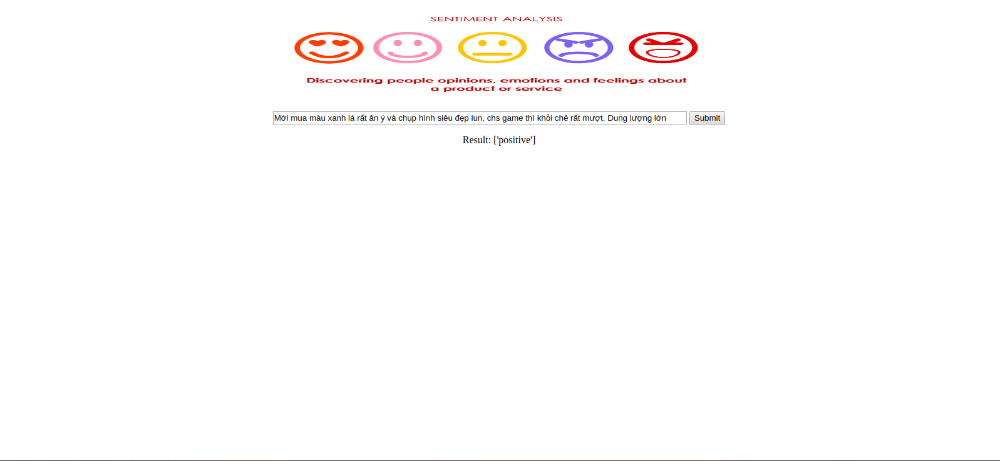 SENTIMENT ANALYSIS
Discovering people opinions, emotions and feelings about
a product or service
Mới mua màu xanh lá rất ân ý và chụp hình siêu đẹp lun, chs game thì khỏi chê rất mượt. Dung lượng lớn
Submit
Result: ['positive']